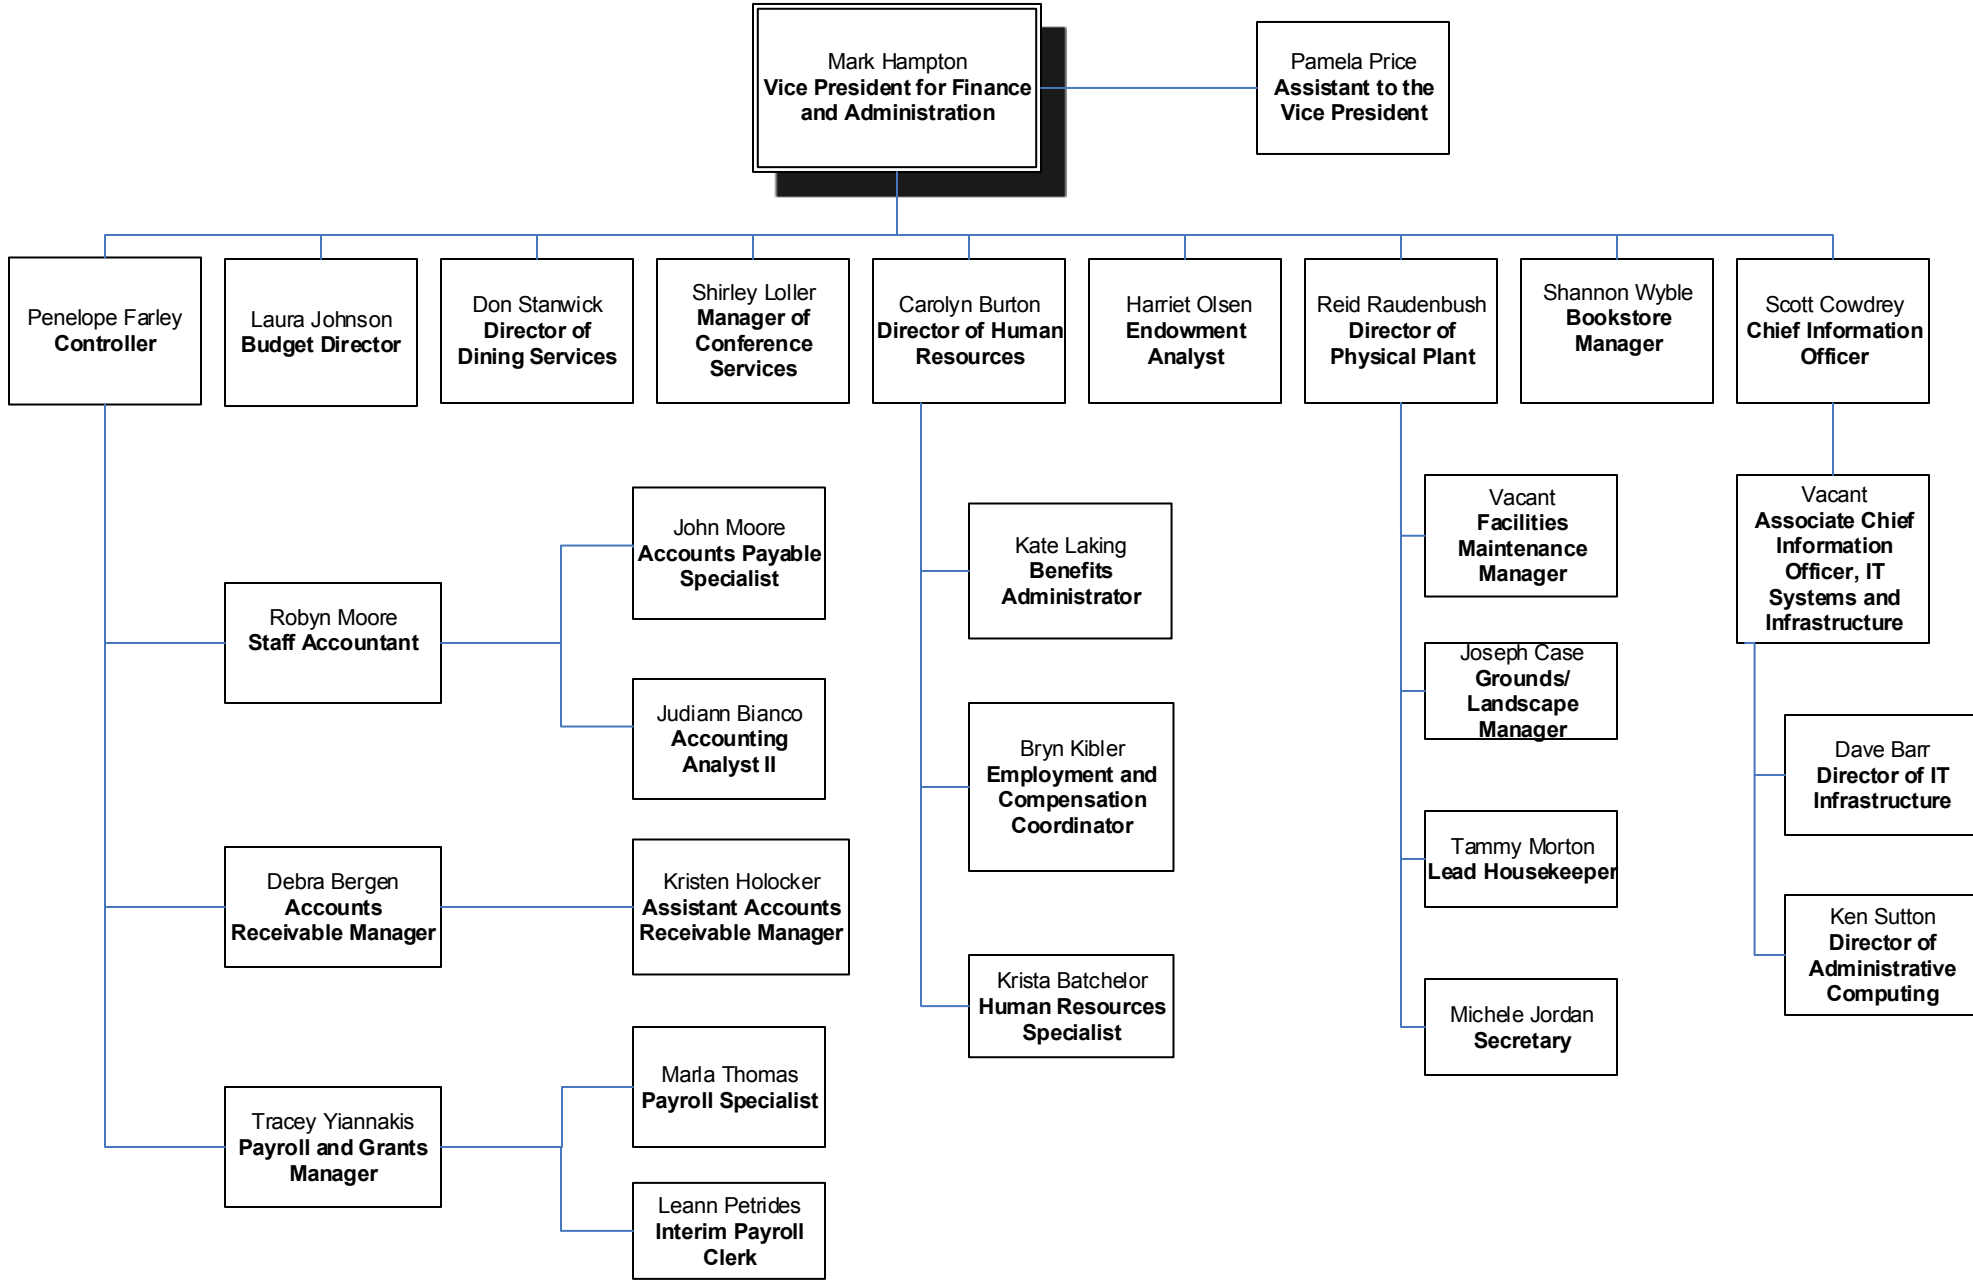 Mark Hampton
Vice President for Finance
and Administration
Pamela Price
Assistant to the
Vice President
Penelope Farley
Controller
Laura Johnson
Budget Director
Don Stanwick
Director of
Dining Services
Shirley Loller
Manager of
Conference
Services
Carolyn Burton
Director of Human
Resources
Harriet Olsen
Endowment
Analyst
Reid Raudenbush
Director of
Physical Plant
Shannon Wyble
Bookstore
Manager
Scott Cowdrey
Chief Information
Officer
Robyn Moore
Staff Accountant
John Moore
Accounts Payable
Specialist
Judiann Bianco
Accounting
Analyst II
Debra Bergen
Accounts
Receivable Manager
Kristen Holocker
Assistant Accounts
Receivable Manager
Tracey Yiannakis
Payroll and Grants
Manager
Marla Thomas
Payroll Specialist
Leann Petrides
Interim Payroll
Clerk
Kate Laking
Benefits
Administrator
Bryn Kibler
Employment and
Compensation
Coordinator
Krista Batchelor
Human Resources
Specialist
Vacant
Facilities
Maintenance
Manager
Joseph Case
Grounds/
Landscape
Manager
Tammy Morton
Lead Housekeeper
Michele Jordan
Secretary
Vacant
Associate Chief
Information
Officer, IT
Systems and
Infrastructure
Dave Barr
Director of IT
Infrastructure
Ken Sutton
Director of
Administrative
Computing